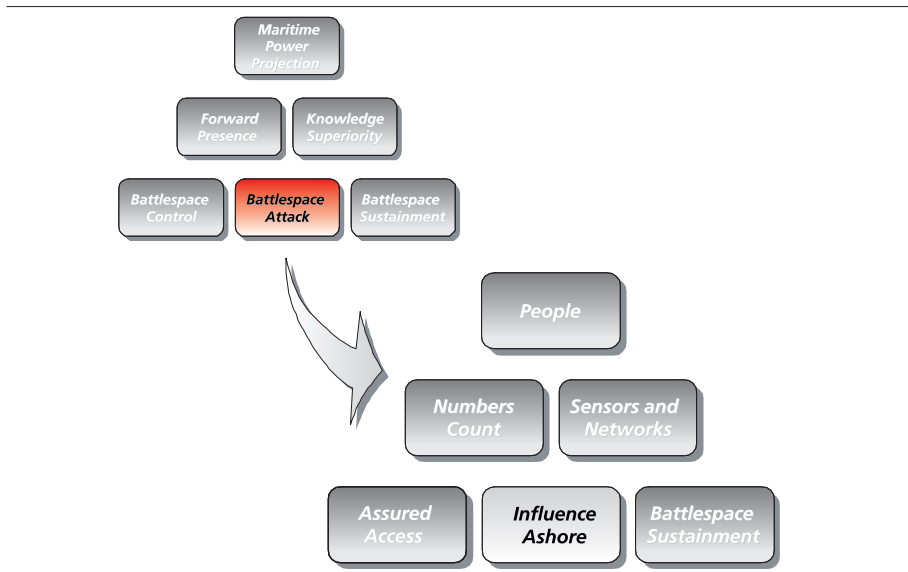 Maritime
Power
Projection
Forward
Presence
Knowledge
Superiority
Battlespace
Control
Battlespace
Attack
Battlespace
Sustainment
People
Numbers
Count
Sensors and
Networks
Assured
Access
Influence
Ashore
Battlespace
Sustainment